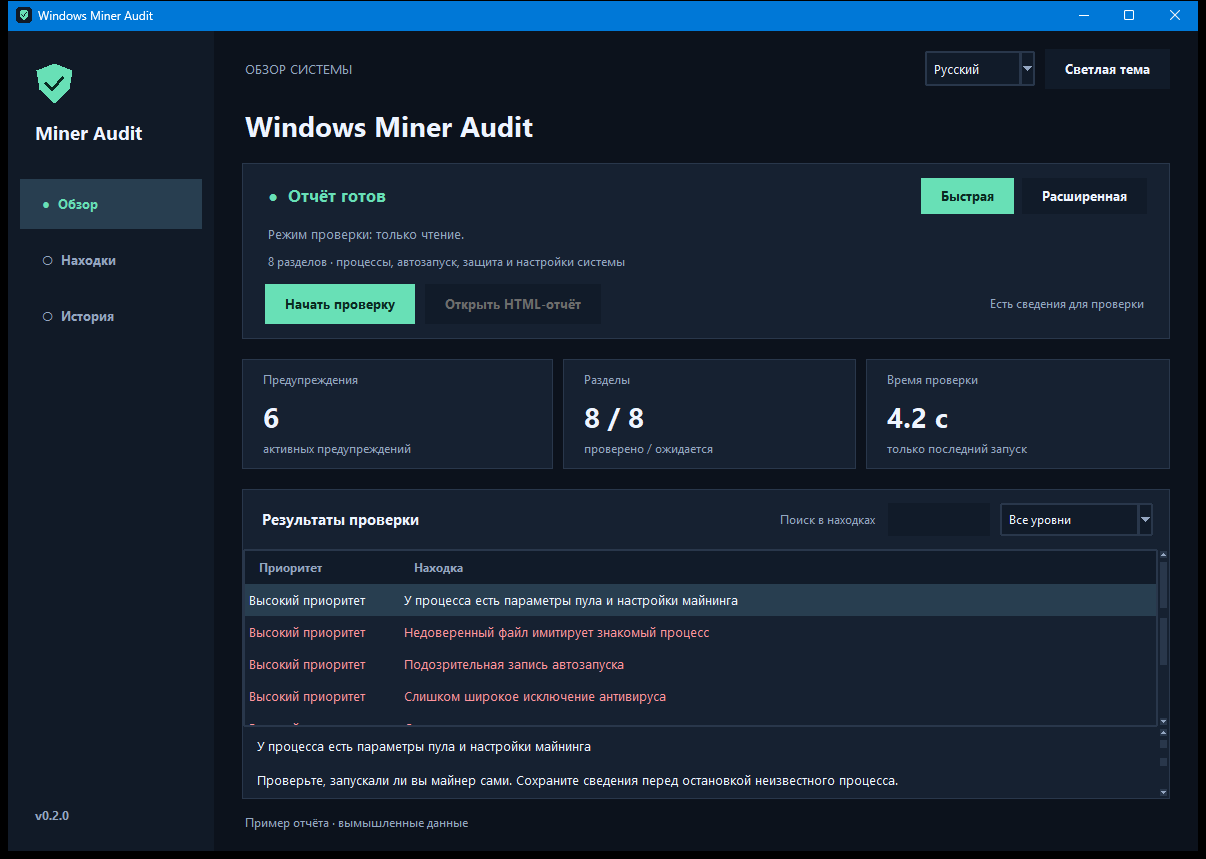 Windows Miner Audit
Miner Audit
Обзор
Находки
История
v0.2.0
ОБЗОР СИСТЕМЫ
Русский
Светлая тема
Windows Miner Audit
Отчёт готов
Быстрая
Расширенная
Режим проверки: только чтение.
8 разделов · процессы, автозапуск, защита и настройки системы
Начать проверку
Открыть HTML-отчёт
Есть сведения для проверки
Предупреждения
6
активных предупреждений
Разделы
8 / 8
проверено / ожидается
Время проверки
4.2 с
только последний запуск
Результаты проверки
Поиск в находках
Все уровни
Приоритет Находка
Высокий приоритет У процесса есть параметры пула и настройки майнинга
Высокий приоритет Недоверенный файл имитирует знакомый процесс
Высокий приоритет Подозрительная запись автозапуска
Высокий приоритет Слишком широкое исключение антивируса
У процесса есть параметры пула и настройки майнинга
Проверьте, запускали ли вы майнер сами. Сохраните сведения перед остановкой неизвестного процесса.
Пример отчёта · вымышленные данные